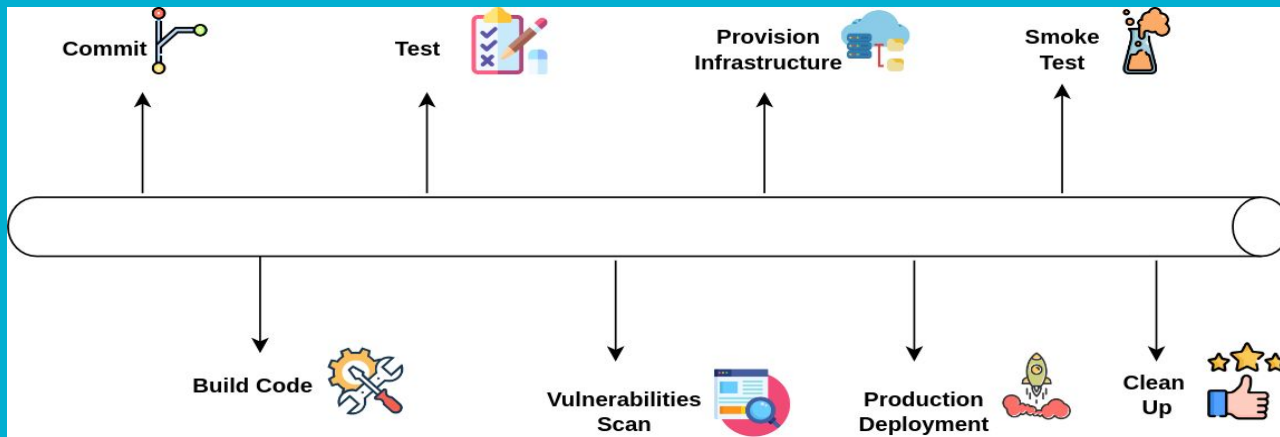 Commit
Test
Provision
Infrastructure
Smoke
Test
Build Code
Vulnerabilities
Scan
Production
Deployment
Clean
Up